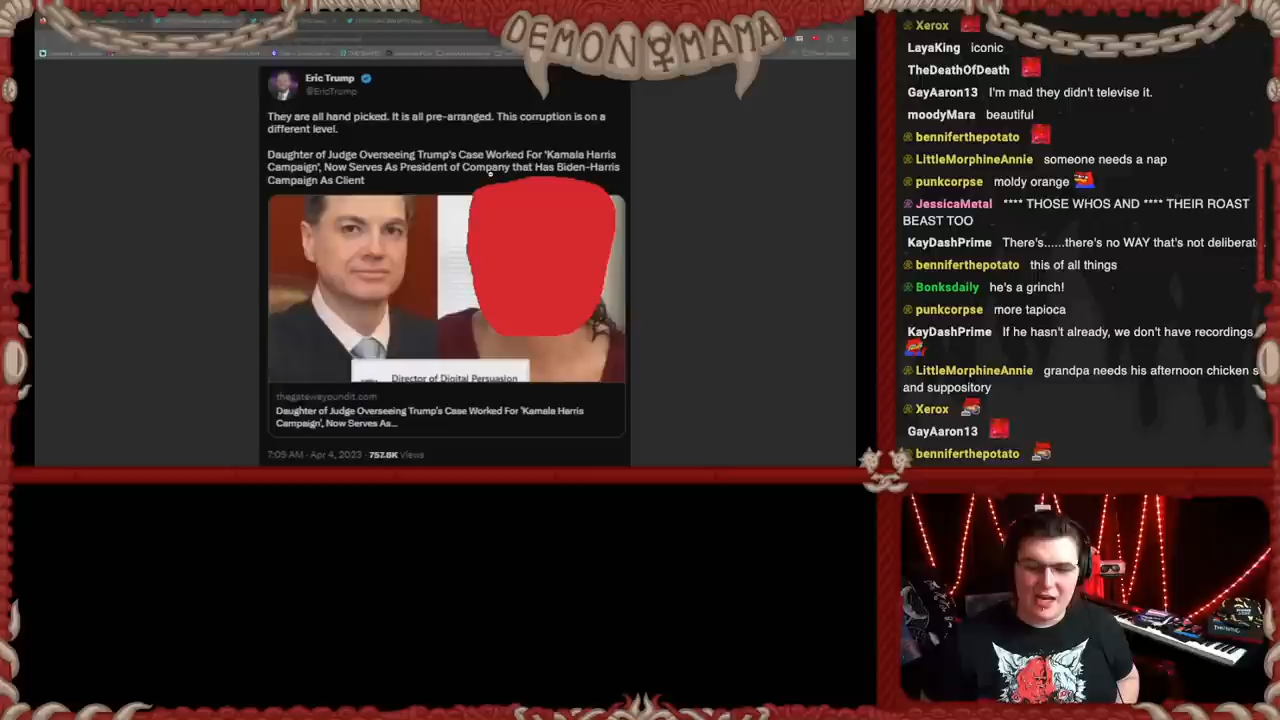 DEMON MAMA
Eric Trump
@EricTrump
They are all hand picked. It is all pre-arranged. This corruption is on a
different level.
Daughter of Judge Overseeing Trump's Case Worked For 'Kamala Harris
Campaign', Now Serves As President of Company that Has Biden-Harris
Campaign As Client
Director of Digital Persuasion
thegatewaypundit.com
Daughter of Judge Overseeing Trump's Case Worked For 'Kamala Harris
Campaign', Now Serves As...
7:09 AM - Apr 4, 2023 · 757.8K Views
Xerox
LayaKing iconic
TheDeathOfDeath
GayAaron13 I'm mad they didn't televise it.
moodyMara beautiful
benniferthepotato
LittleMorphineAnnie someone needs a nap
punkcorpse moldy orange
JessicaMetal **** THOSE WHOS AND **** THEIR ROAST
BEAST TOO
KayDashPrime There's......there's no WAY that's not deliberat
benniferthepotato this of all things
Bonksdaily he's a grinch!
punkcorpse more tapioca
KayDashPrime If he hasn't already, we don't have recordings
LittleMorphineAnnie grandpa needs his afternoon chicken s
and suppository
Xerox
GayAaron13
benniferthepotato